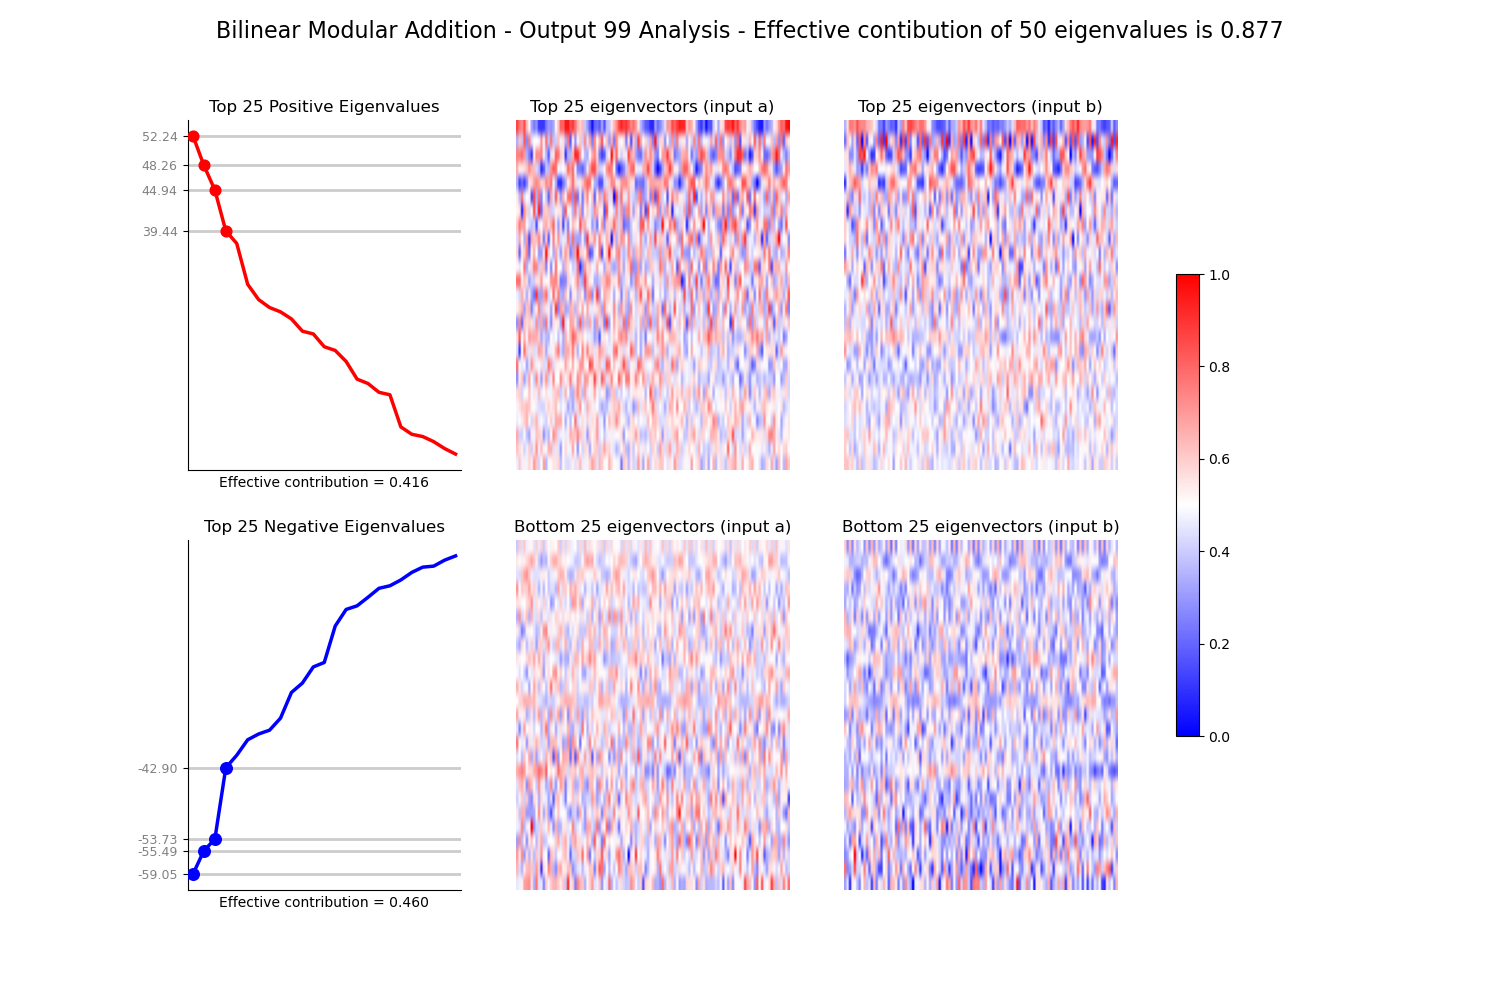 Bilinear Modular Addition - Output 99 Analysis - Effective contibution of 50 eigenvalues is 0.877
Top 25 Positive Eigenvalues
52.24
48.26
44.94
39.44
Effective contribution = 0.416
Top 25 eigenvectors (input a)
Top 25 eigenvectors (input b)
Top 25 Negative Eigenvalues
-42.90
-53.73
-55.49
-59.05
Effective contribution = 0.460
Bottom 25 eigenvectors (input a)
Bottom 25 eigenvectors (input b)
1.0
0.8
0.6
0.4
0.2
0.0